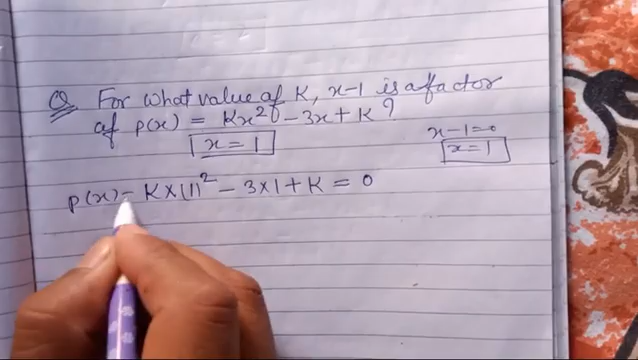 Q For what value of K, x-1 is a factor
of p(x) = Kx² - 3x + K ?
x = 1
x-1=0
x=1
p(x)= K×(1)² - 3×1 + K = 0